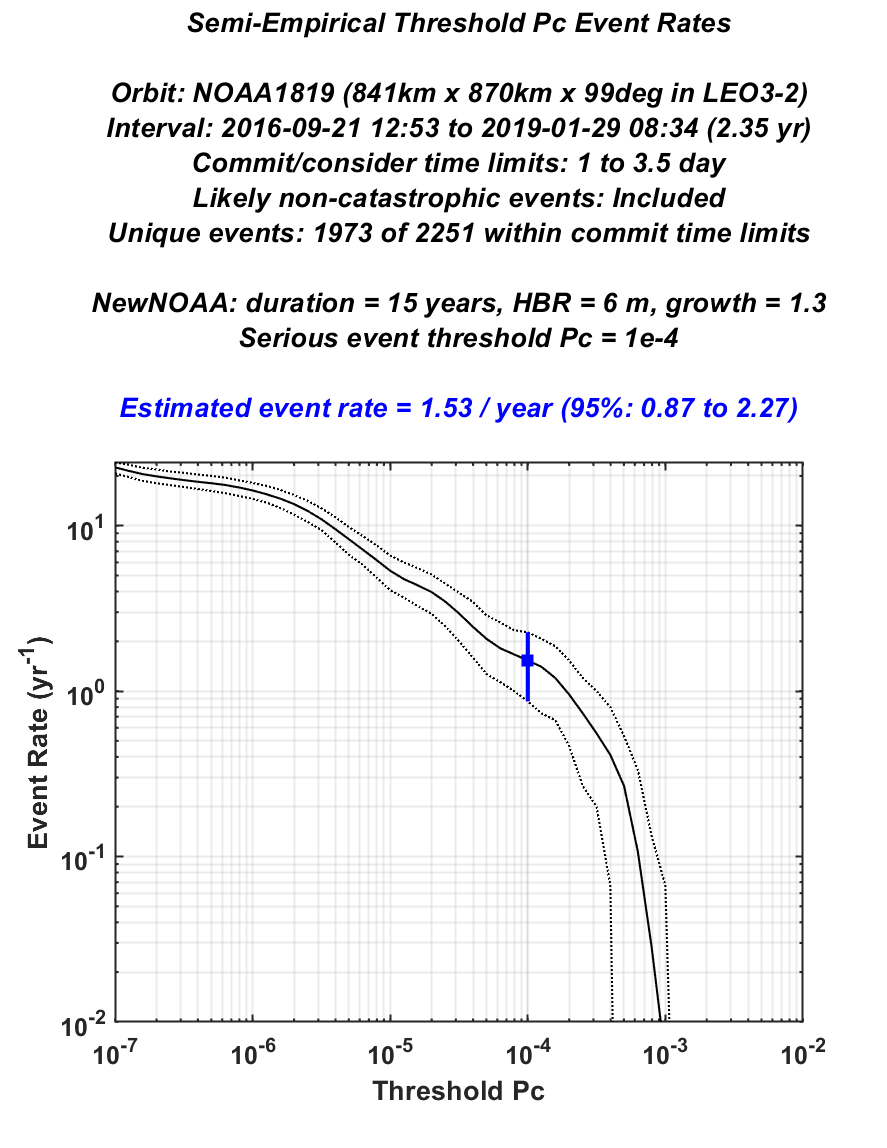 Semi-Empirical Threshold Pc Event Rates
Orbit: NOAA1819 (841km x 870km x 99deg in LEO3-2)
Interval: 2016-09-21 12:53 to 2019-01-29 08:34 (2.35 yr)
Commit/consider time limits: 1 to 3.5 day
Likely non-catastrophic events: Included
Unique events: 1973 of 2251 within commit time limits
NewNOAA: duration = 15 years, HBR = 6 m, growth = 1.3
Serious event threshold Pc = 1e-4
Estimated event rate = 1.53 / year (95%: 0.87 to 2.27)
Event Rate (yr⁻¹)
10¹
10⁰
10⁻¹
10⁻²
10⁻⁷ 10⁻⁶ 10⁻⁵ 10⁻⁴ 10⁻³ 10⁻²
Threshold Pc